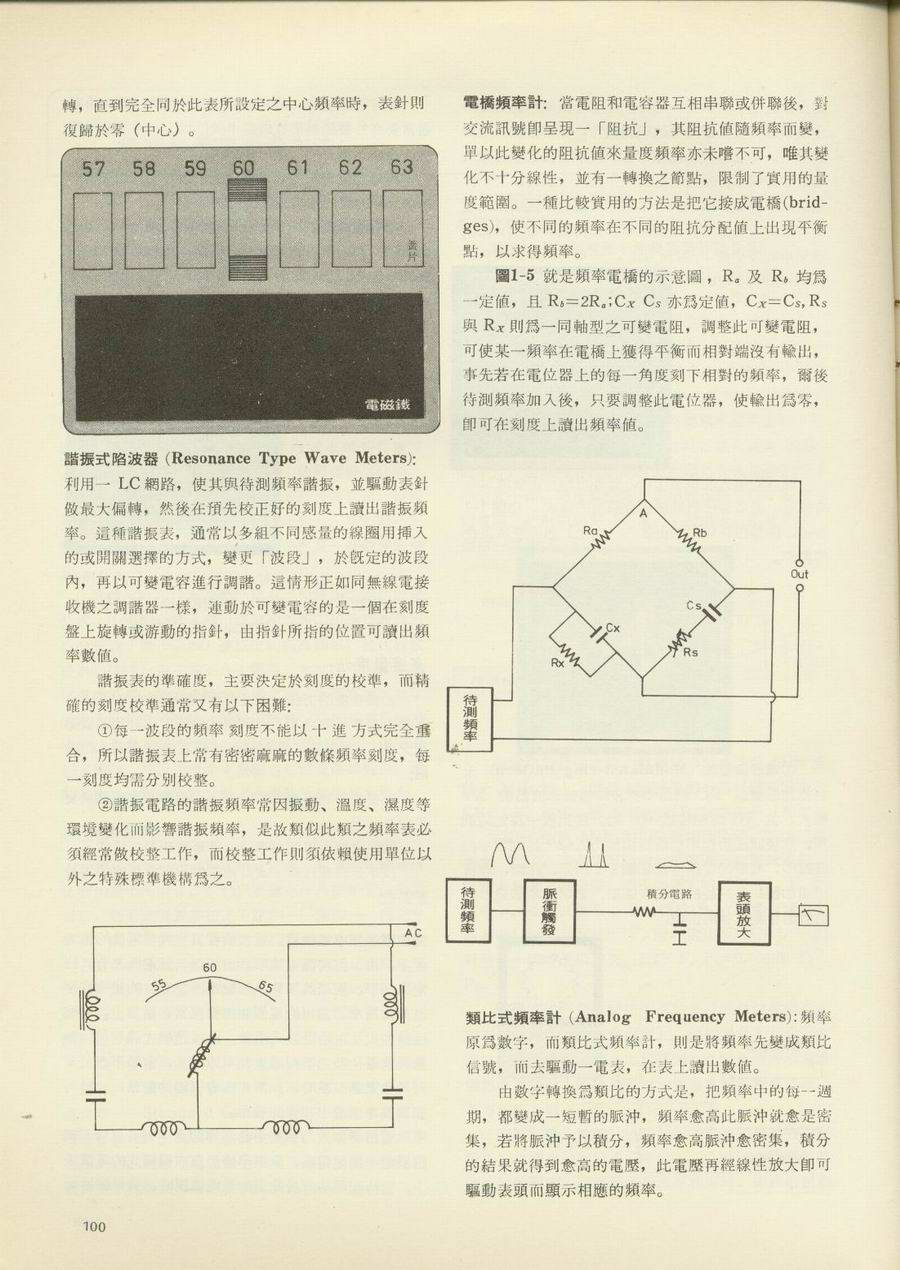 轉，直到完全同於此表所設定之中心頻率時，表針則
復歸於零（中心）。
57 58 59 60 61 62 63
簧片
電磁鐵
諧振式陷波器 (Resonance Type Wave Meters):
利用一 LC 網路，使其與待測頻率諧振，並驅動表針
做最大偏轉，然後在預先校正好的刻度上讀出諧振頻
率。這種諧振表，通常以多組不同感量的線圈用挿入
的或開關選擇的方式，變更「波段」，於旣定的波段
內，再以可變電容進行調諧。這情形正如同無線電接
收機之調諧器一樣，連動於可變電容的是一個在刻度
盤上旋轉或游動的指針，由指針所指的位置可讀出頻
率數値。
諧振表的準確度，主要決定於刻度的校準，而精
確的刻度校準通常又有以下困難:
①每一波段的頻率刻度不能以十進方式完全重
合，所以諧振表上常有密密麻麻的數條頻率刻度，每
一刻度均需分別校整。
②諧振電路的諧振頻率常因振動、溫度、濕度等
環境變化而影響諧振頻率，是故類似此類之頻率表必
須經常做校整工作，而校整工作則須依賴使用單位以
外之特殊標準機構爲之。
AC
55 60 65
100
電橋頻率計: 當電阻和電容器互相串聯或併聯後，對
交流訊號卽呈現一「阻抗」，其阻抗値隨頻率而變，
單以此變化的阻抗値來量度頻率亦未嚐不可，唯其變
化不十分線性，並有一轉換之節點，限制了實用的量
度範圍。一種比較實用的方法是把它接成電橋(brid-
ges)，使不同的頻率在不同的阻抗分配値上出現平衡
點，以求得頻率。
圖1-5 就是頻率電橋的示意圖，Ra 及 Rb 均爲
一定値，且 Rb=2Ra;Cx Cs 亦爲定値，Cx=Cs, Rs
與 Rx 則爲一同軸型之可變電阻，調整此可變電阻，
可使某一頻率在電橋上獲得平衡而相對端沒有輸出，
事先若在電位器上的每一角度刻下相對的頻率，爾後
待測頻率加入後，只要調整此電位器，使輸出爲零，
卽可在刻度上讀出頻率値。
A
Ra Rb
Out
Cs
Cx
Rs
Rx
待測頻率
待測頻率
脈衝觸發
積分電路
表頭放大
類比式頻率計 (Analog Frequency Meters):頻率
原爲數字，而類比式頻率計，則是將頻率先變成類比
信號，而去驅動一電表，在表上讀出數値。
由數字轉換爲類比的方式是，把頻率中的每一週
期，都變成一短暫的脈沖，頻率愈高此脈沖就愈是密
集，若將脈沖予以積分，頻率愈高脈沖愈密集，積分
的結果就得到愈高的電壓，此電壓再經線性放大卽可
驅動表頭而顯示相應的頻率。